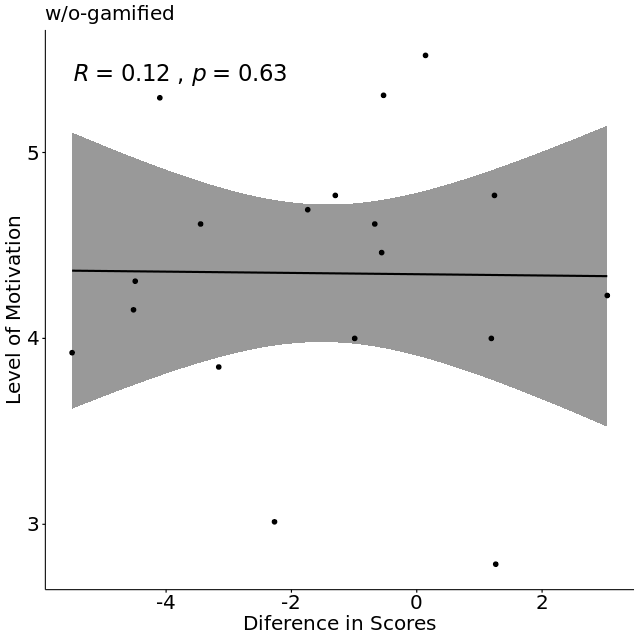 w/o-gamified
R = 0.12 , p = 0.63
5
4
3
Level of Motivation
-4 -2 0 2
Diference in Scores